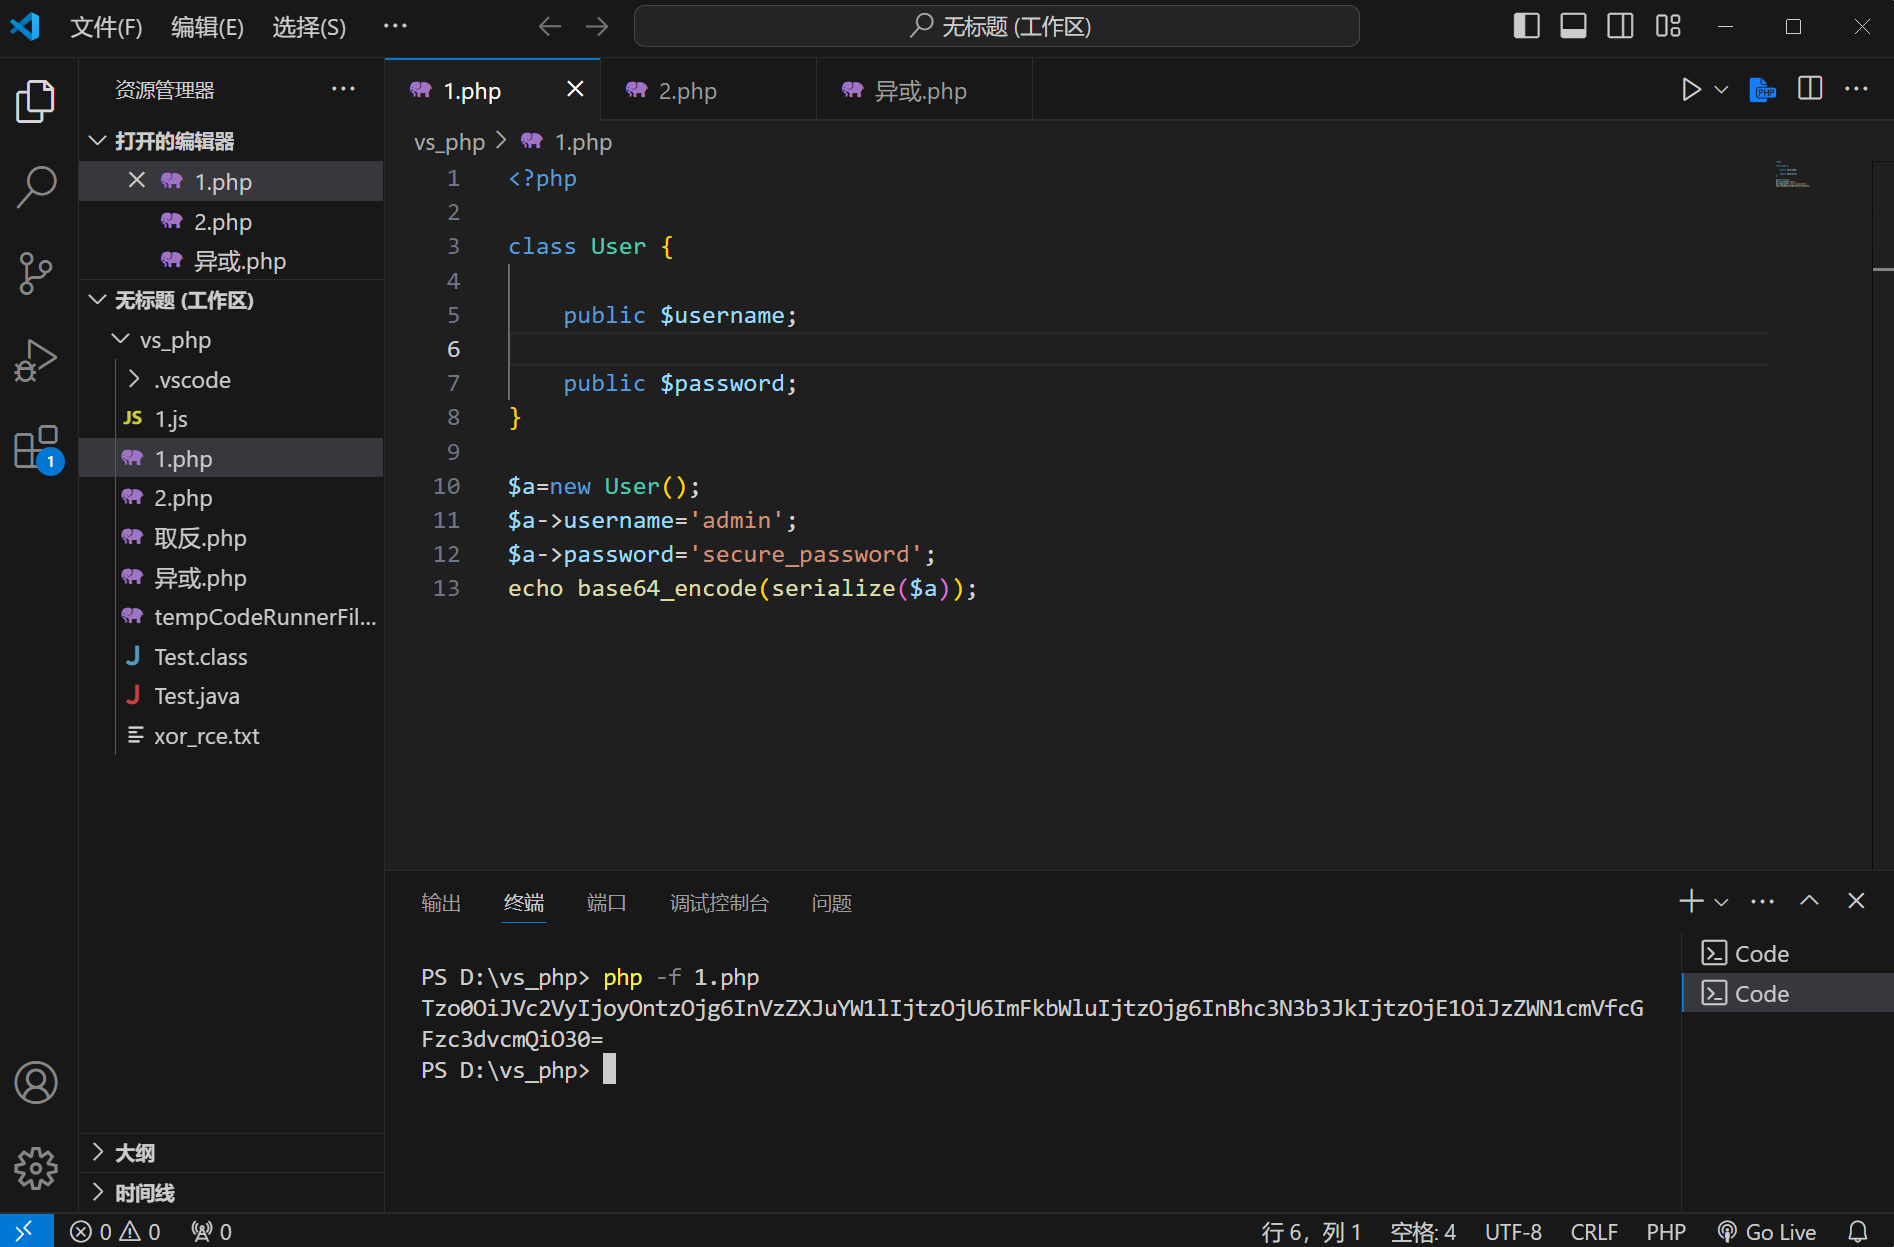 文件(F) 编辑(E) 选择(S) ··· 无标题 (工作区)
资源管理器 ···
打开的编辑器
1.php
2.php
异或.php
无标题 (工作区)
vs_php
.vscode
JS 1.js
1.php
2.php
取反.php
异或.php
tempCodeRunnerFil...
J Test.class
J Test.java
xor_rce.txt
1
大纲
时间线
1.php 2.php 异或.php
PHP
vs_php > 1.php
1 <?php
2
3 class User {
4
5     public $username;
6
7     public $password;
8 }
9
10 $a=new User();
11 $a->username='admin';
12 $a->password='secure_password';
13 echo base64_encode(serialize($a));
输出 终端 端口 调试控制台 问题
PS D:\vs_php> php -f 1.php
Tzo0OiJVc2VyIjoyOntzOjg6InVzZXJuYW1lIjtzOjU6ImFkbWluIjtzOjg6InBhc3N3b3JkIjtzOjE1OiJzZWN1cmVfcG
Fzc3dvcmQiO30=
PS D:\vs_php>
Code
Code
0 0 0 行 6，列 1 空格: 4 UTF-8 CRLF PHP Go Live